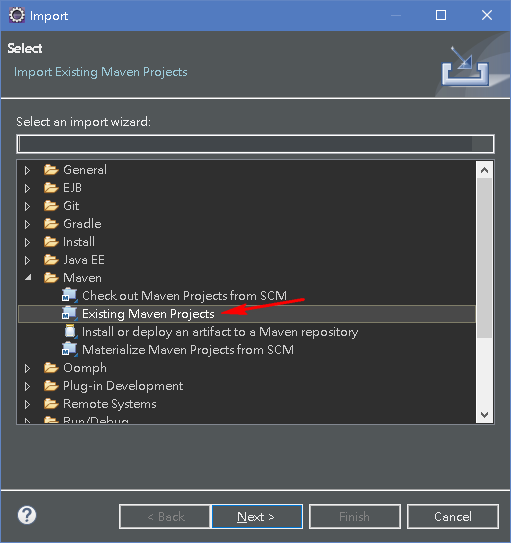 Import
Select
Import Existing Maven Projects
Select an import wizard:
General
EJB
Git
Gradle
Install
Java EE
Maven
Check out Maven Projects from SCM
Existing Maven Projects
Install or deploy an artifact to a Maven repository
Materialize Maven Projects from SCM
Oomph
Plug-in Development
Remote Systems
Run/Debug
< Back
Next >
Finish
Cancel